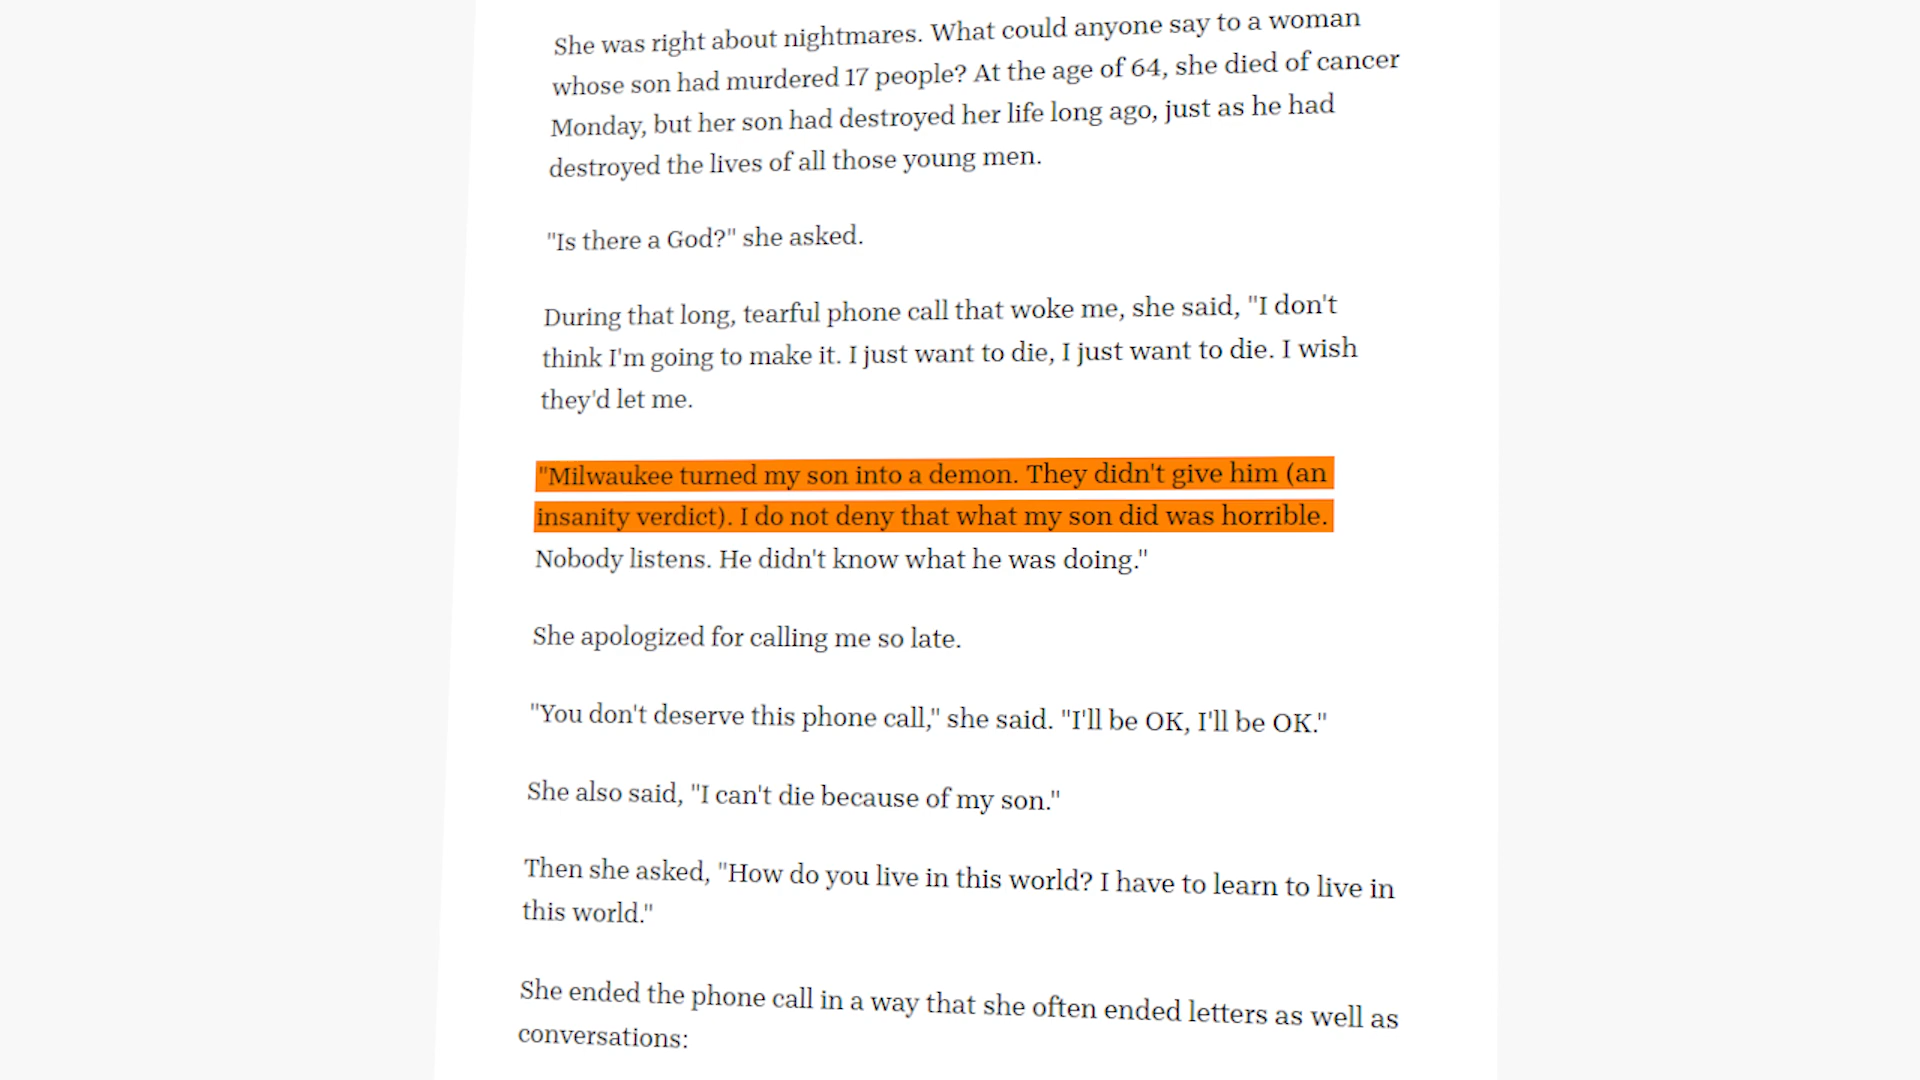 She was right about nightmares. What could anyone say to a woman
whose son had murdered 17 people? At the age of 64, she died of cancer
Monday, but her son had destroyed her life long ago, just as he had
destroyed the lives of all those young men.
"Is there a God?" she asked.
During that long, tearful phone call that woke me, she said, "I don't
think I'm going to make it. I just want to die, I just want to die. I wish
they'd let me.
"Milwaukee turned my son into a demon. They didn't give him (an
insanity verdict). I do not deny that what my son did was horrible.
Nobody listens. He didn't know what he was doing."
She apologized for calling me so late.
"You don't deserve this phone call," she said. "I'll be OK, I'll be OK."
She also said, "I can't die because of my son."
Then she asked, "How do you live in this world? I have to learn to live in
this world."
She ended the phone call in a way that she often ended letters as well as
conversations: